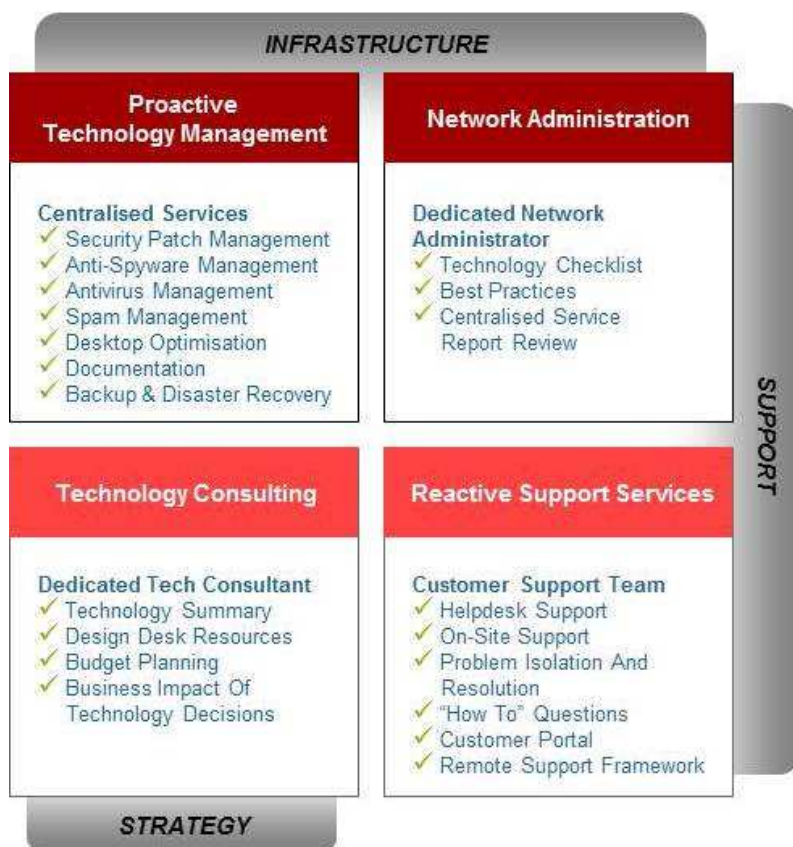 INFRASTRUCTURE
Proactive
Technology Management
Centralised Services
Security Patch Management
Anti-Spyware Management
Antivirus Management
Spam Management
Desktop Optimisation
Documentation
Backup & Disaster Recovery
Network Administration
Dedicated Network
Administrator
Technology Checklist
Best Practices
Centralised Service
Report Review
SUPPORT
Technology Consulting
Dedicated Tech Consultant
Technology Summary
Design Desk Resources
Budget Planning
Business Impact Of
Technology Decisions
Reactive Support Services
Customer Support Team
Helpdesk Support
On-Site Support
Problem Isolation And
Resolution
“How To” Questions
Customer Portal
Remote Support Framework
STRATEGY